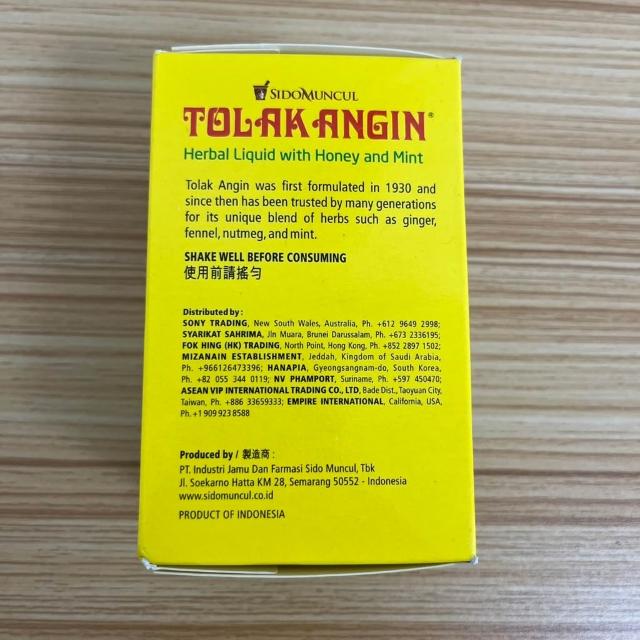 SIDOMUNCUL
TOLAK ANGIN®
Herbal Liquid with Honey and Mint
Tolak Angin was first formulated in 1930 and
since then has been trusted by many generations
for its unique blend of herbs such as ginger,
fennel, nutmeg, and mint.
SHAKE WELL BEFORE CONSUMING
使用前請搖勻
Distributed by :
SONY TRADING, New South Wales, Australia, Ph. +612 9649 2998;
SYARIKAT SAHRIMA, Jln Muara, Brunei Darussalam, Ph. +673 2336195;
FOK HING (HK) TRADING, North Point, Hong Kong, Ph. +852 2897 1502;
MIZANAIN ESTABLISHMENT, Jeddah, Kingdom of Saudi Arabia,
Ph. +966126473396; HANAPIA, Gyeongsangnam-do, South Korea,
Ph. +82 055 344 0119; NV PHAMPORT, Suriname, Ph. +597 450470;
ASEAN VIP INTERNATIONAL TRADING CO., LTD, Bade Dist., Taoyuan City,
Taiwan, Ph. +886 33659333; EMPIRE INTERNATIONAL, California, USA,
Ph. +1 909 923 8588
Produced by / 製造商 :
PT. Industri Jamu Dan Farmasi Sido Muncul, Tbk
Jl. Soekarno Hatta KM 28, Semarang 50552 - Indonesia
www.sidomuncul.co.id
PRODUCT OF INDONESIA